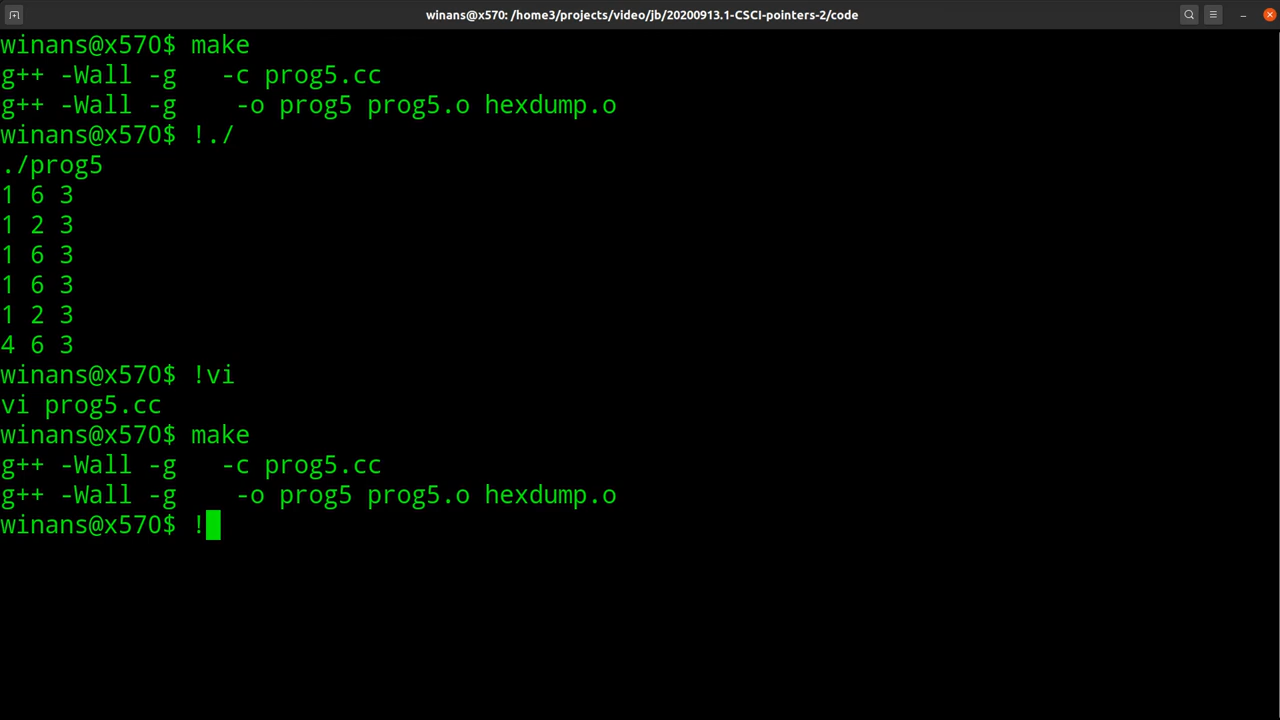 winans@x570: /home3/projects/video/jb/20200913.1-CSCI-pointers-2/code
winans@x570$ make
g++ -Wall -g   -c prog5.cc
g++ -Wall -g    -o prog5 prog5.o hexdump.o
winans@x570$ !./
./prog5
1 6 3
1 2 3
1 6 3
1 6 3
1 2 3
4 6 3
winans@x570$ !vi
vi prog5.cc
winans@x570$ make
g++ -Wall -g   -c prog5.cc
g++ -Wall -g    -o prog5 prog5.o hexdump.o
winans@x570$ !